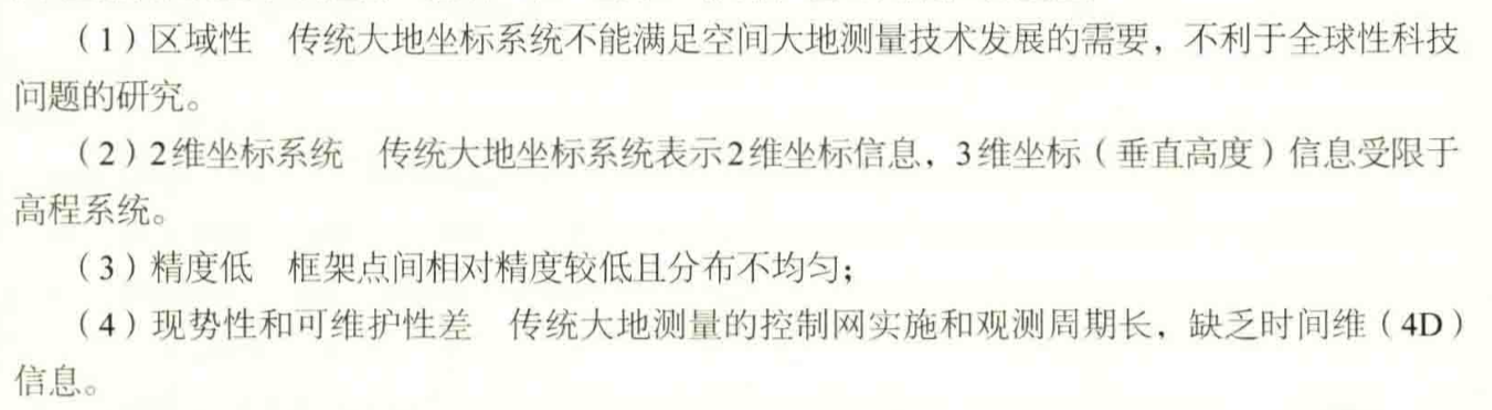 （1）区域性　传统大地坐标系统不能满足空间大地测量技术发展的需要，不利于全球性科技
问题的研究。
（2）2维坐标系统　传统大地坐标系统表示2维坐标信息，3维坐标（垂直高度）信息受限于
高程系统。
（3）精度低　框架点间相对精度较低且分布不均匀；
（4）现势性和可维护性差　传统大地测量的控制网实施和观测周期长，缺乏时间维（4D）
信息。